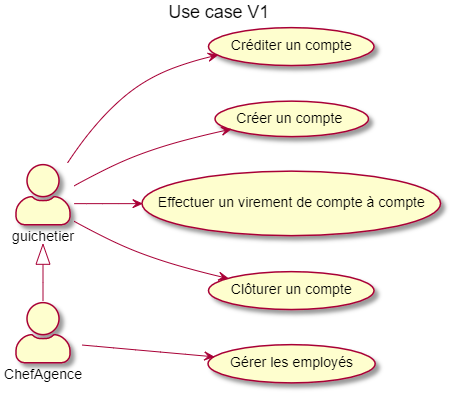 Use case V1
Créditer un compte
Créer un compte
Effectuer un virement de compte à compte
guichetier
Clôturer un compte
Gérer les employés
ChefAgence